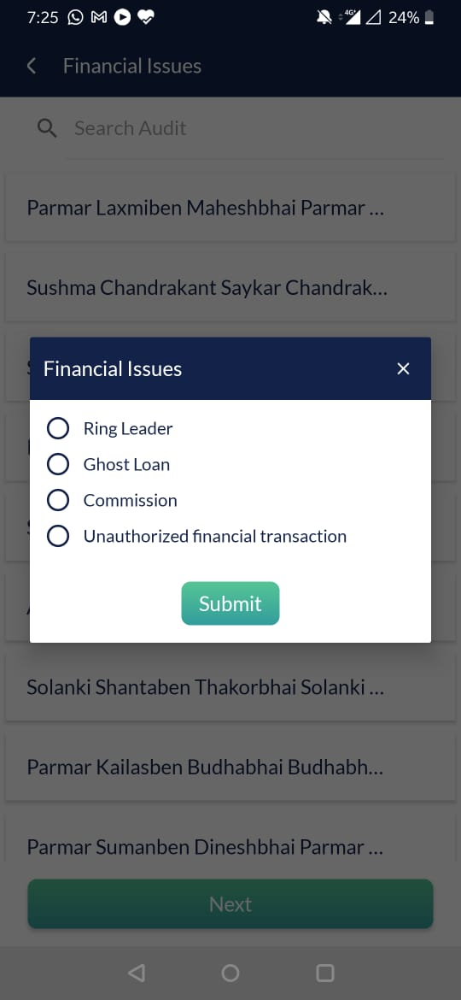 7:25 4G+ 24%
Financial Issues
Search Audit
Parmar Laxmiben Maheshbhai Parmar ...
Sushma Chandrakant Saykar Chandrak...
Financial Issues
Ring Leader
Ghost Loan
Commission
Unauthorized financial transaction
Submit
Solanki Shantaben Thakorbhai Solanki ...
Parmar Kailasben Budhabhai Budhabh...
Parmar Sumanben Dineshbhai Parmar ...
Next